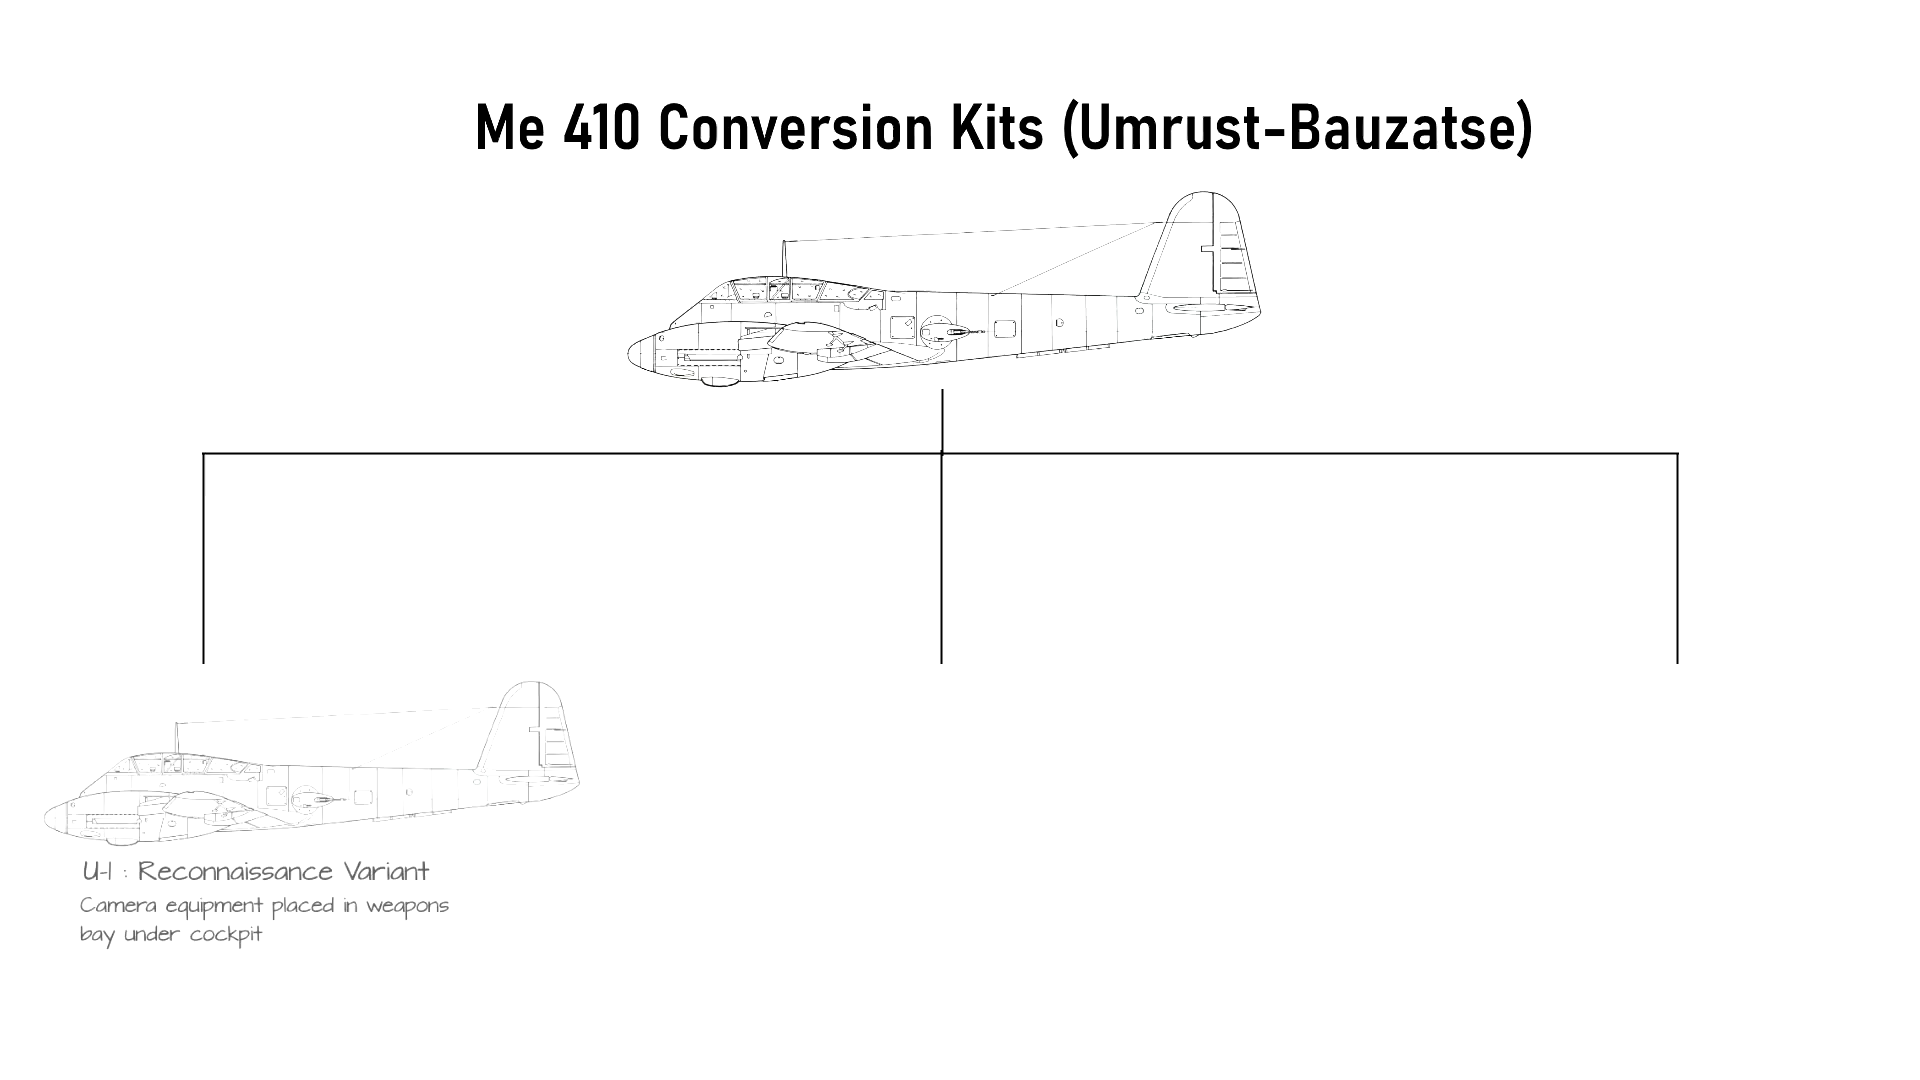 Me 410 Conversion Kits (Umrust-Bauzatse)
U-1 : Reconnaissance Variant
Camera equipment placed in weapons
bay under cockpit